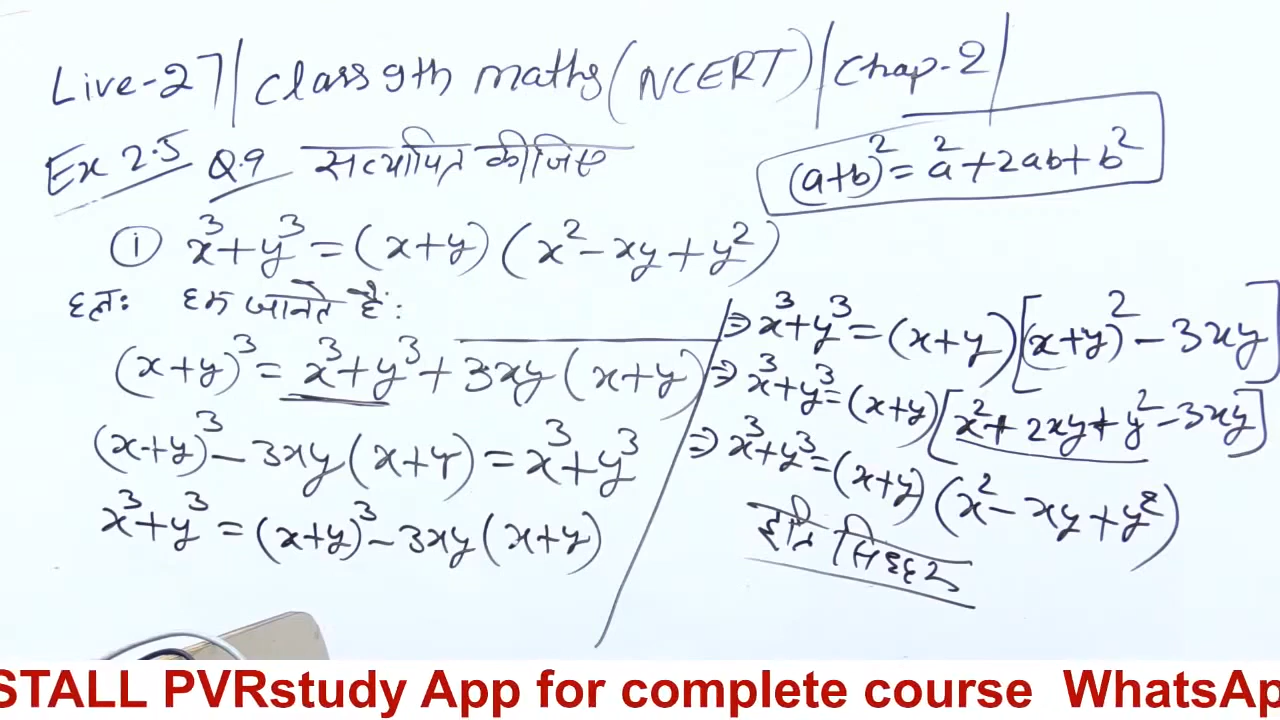 Live-27 | Class 9th maths (NCERT) | Chap-2 |
Ex 2.5 Q.9 सत्यापित कीजिए
(a+b)² = a² + 2ab + b²
① x³ + y³ = (x+y) (x² - xy + y²)
हलः हम जानते हैं:
(x+y)³ = x³ + y³ + 3xy (x+y)
(x+y)³ - 3xy (x+y) = x³ + y³
x³ + y³ = (x+y)³ - 3xy (x+y)
⇒ x³ + y³ = (x+y) [(x+y)² - 3xy]
⇒ x³ + y³ = (x+y) [x² + 2xy + y² - 3xy]
⇒ x³ + y³ = (x+y) (x² - xy + y²)
इति सिद्धम्
STALL PVRstudy App for complete course WhatsAp